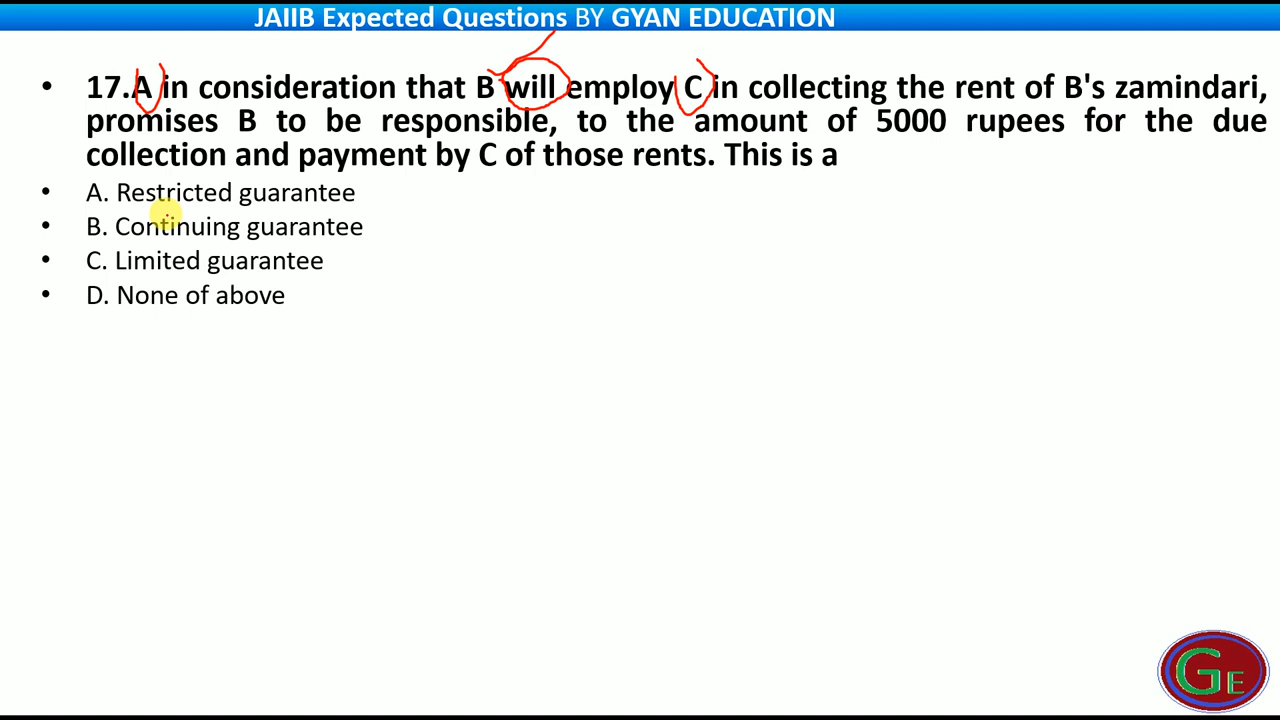 JAIIB Expected Questions BY GYAN EDUCATION
• 17.A in consideration that B will employ C in collecting the rent of B's zamindari,
promises B to be responsible, to the amount of 5000 rupees for the due
collection and payment by C of those rents. This is a
• A. Restricted guarantee
• B. Continuing guarantee
• C. Limited guarantee
• D. None of above
GE